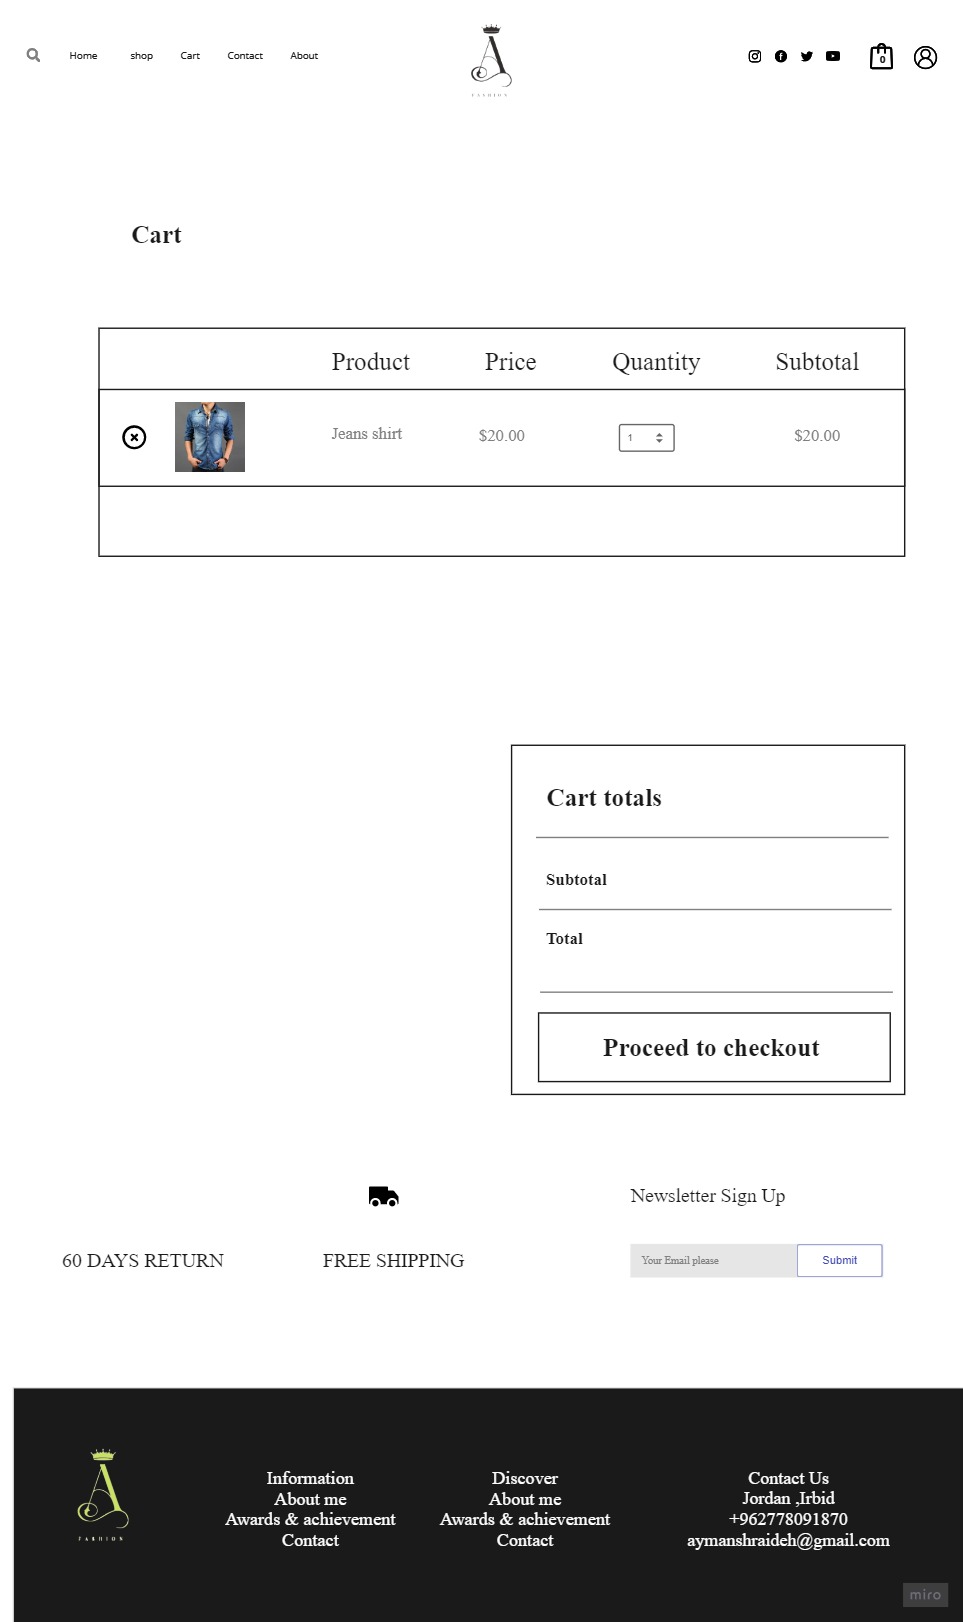 Home shop Cart Contact About
A
FASHION
0
Cart
Product Price Quantity Subtotal
Jeans shirt $20.00 1 $20.00
Cart totals
Subtotal
Total
Proceed to checkout
60 DAYS RETURN
FREE SHIPPING
Newsletter Sign Up
Your Email please Submit
A
FASHION
Information
About me
Awards & achievement
Contact
Discover
About me
Awards & achievement
Contact
Contact Us
Jordan ,Irbid
+962778091870
aymanshraideh@gmail.com
miro